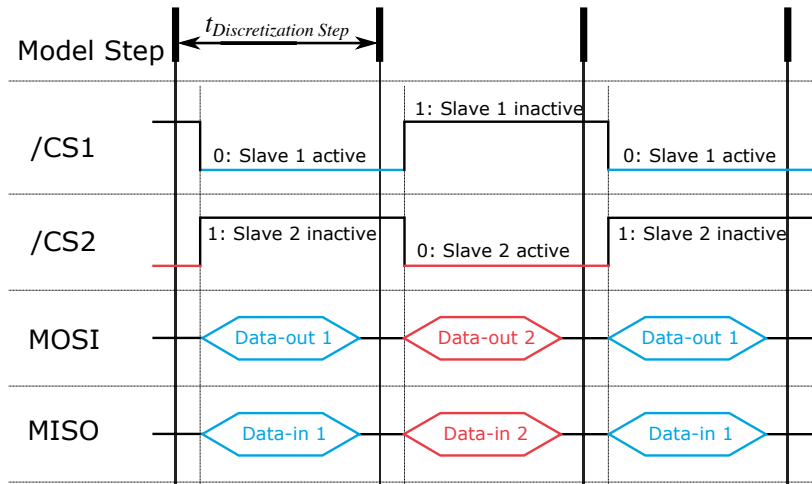 Model Step
tDiscretization Step
/CS1
0: Slave 1 active
1: Slave 1 inactive
0: Slave 1 active
/CS2
1: Slave 2 inactive
0: Slave 2 active
1: Slave 2 inactive
MOSI
Data-out 1
Data-out 2
Data-out 1
MISO
Data-in 1
Data-in 2
Data-in 1